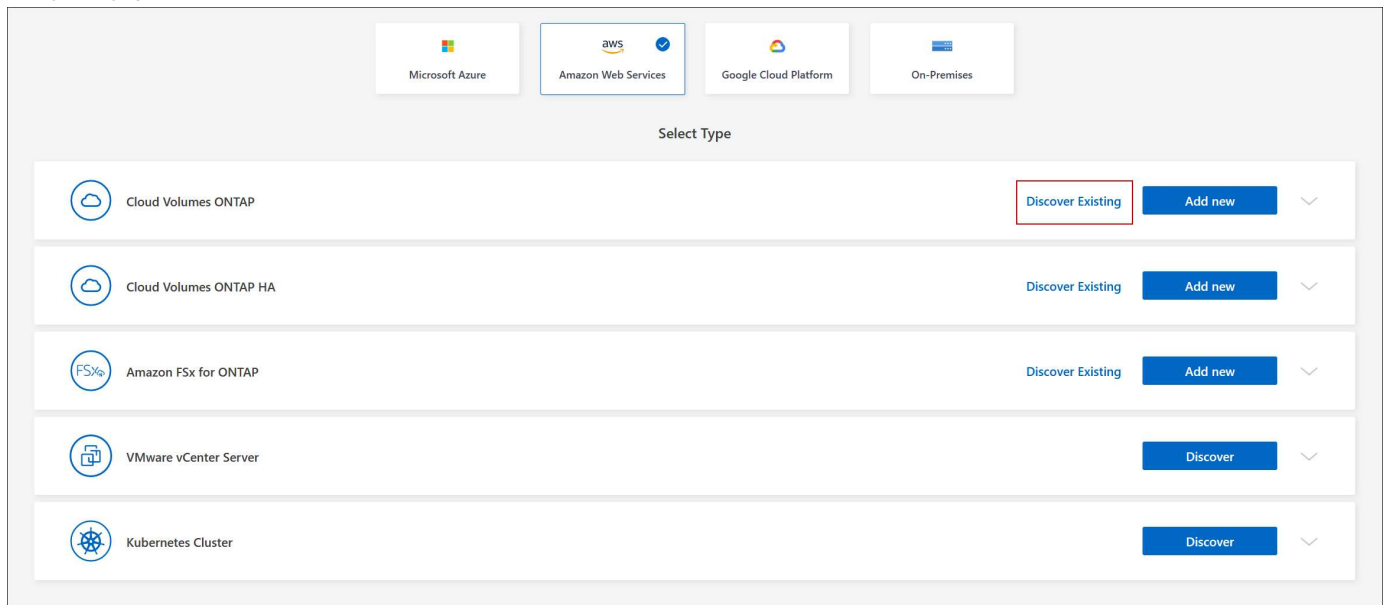 aws
Microsoft Azure Amazon Web Services Google Cloud Platform On-Premises
Select Type
Cloud Volumes ONTAP Discover Existing Add new
Cloud Volumes ONTAP HA Discover Existing Add new
FSx Amazon FSx for ONTAP Discover Existing Add new
VMware vCenter Server Discover
Kubernetes Cluster Discover